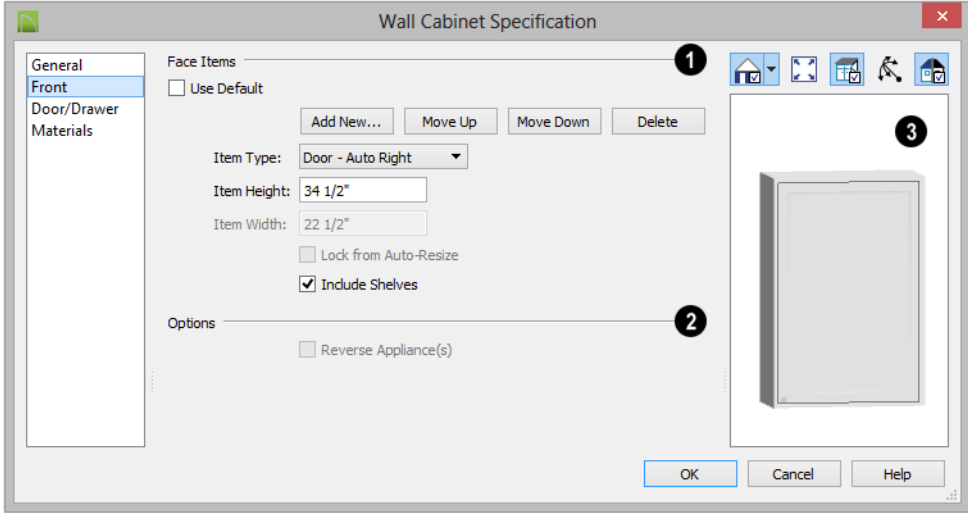 Wall Cabinet Specification
×
General
Front
Door/Drawer
Materials
Face Items
1
Use Default
Add New... Move Up Move Down Delete
Item Type: Door - Auto Right
Item Height: 34 1/2"
Item Width: 22 1/2"
Lock from Auto-Resize
Include Shelves
Options
2
Reverse Appliance(s)
3
OK Cancel Help